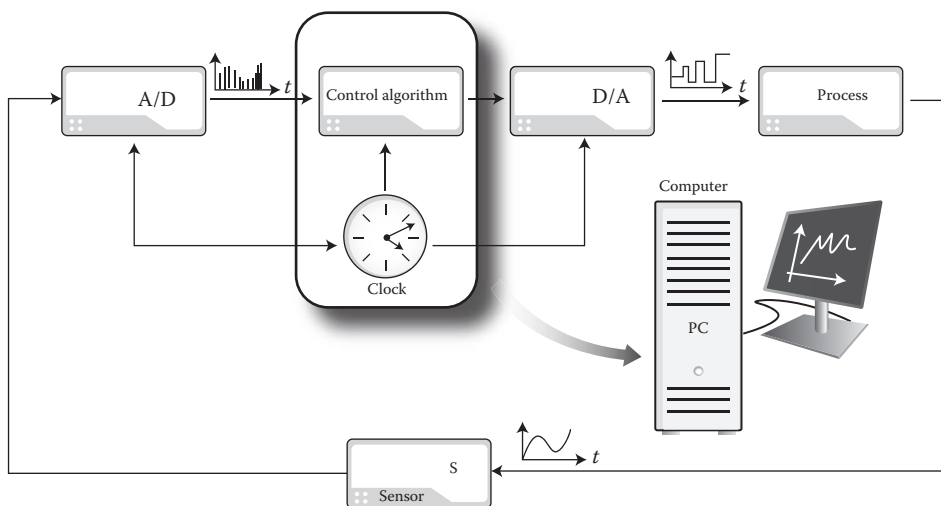 A/D
t
Control algorithm
D/A
t
Process
Clock
Computer
PC
t
S
Sensor